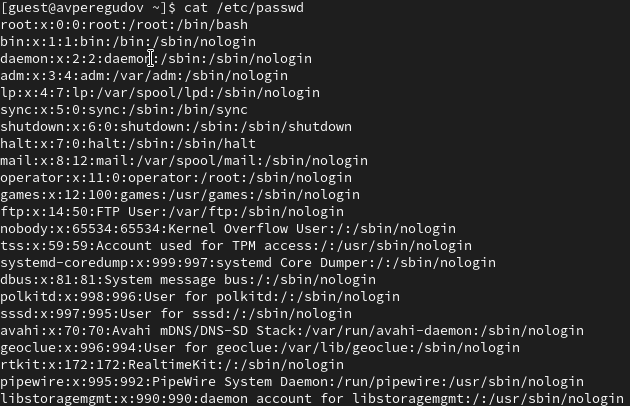 [guest@avperegudov ~]$ cat /etc/passwd
root:x:0:0:root:/root:/bin/bash
bin:x:1:1:bin:/bin:/sbin/nologin
daemon:x:2:2:daemon:/sbin:/sbin/nologin
adm:x:3:4:adm:/var/adm:/sbin/nologin
lp:x:4:7:lp:/var/spool/lpd:/sbin/nologin
sync:x:5:0:sync:/sbin:/bin/sync
shutdown:x:6:0:shutdown:/sbin:/sbin/shutdown
halt:x:7:0:halt:/sbin:/sbin/halt
mail:x:8:12:mail:/var/spool/mail:/sbin/nologin
operator:x:11:0:operator:/root:/sbin/nologin
games:x:12:100:games:/usr/games:/sbin/nologin
ftp:x:14:50:FTP User:/var/ftp:/sbin/nologin
nobody:x:65534:65534:Kernel Overflow User:/:/sbin/nologin
tss:x:59:59:Account used for TPM access:/:/usr/sbin/nologin
systemd-coredump:x:999:997:systemd Core Dumper:/:/sbin/nologin
dbus:x:81:81:System message bus:/:/sbin/nologin
polkitd:x:998:996:User for polkitd:/:/sbin/nologin
sssd:x:997:995:User for sssd:/:/sbin/nologin
avahi:x:70:70:Avahi mDNS/DNS-SD Stack:/var/run/avahi-daemon:/sbin/nologin
geoclue:x:996:994:User for geoclue:/var/lib/geoclue:/sbin/nologin
rtkit:x:172:172:RealtimeKit:/:/sbin/nologin
pipewire:x:995:992:PipeWire System Daemon:/run/pipewire:/usr/sbin/nologin
libstoragemgmt:x:990:990:daemon account for libstoragemgmt:/:/usr/sbin/nologin